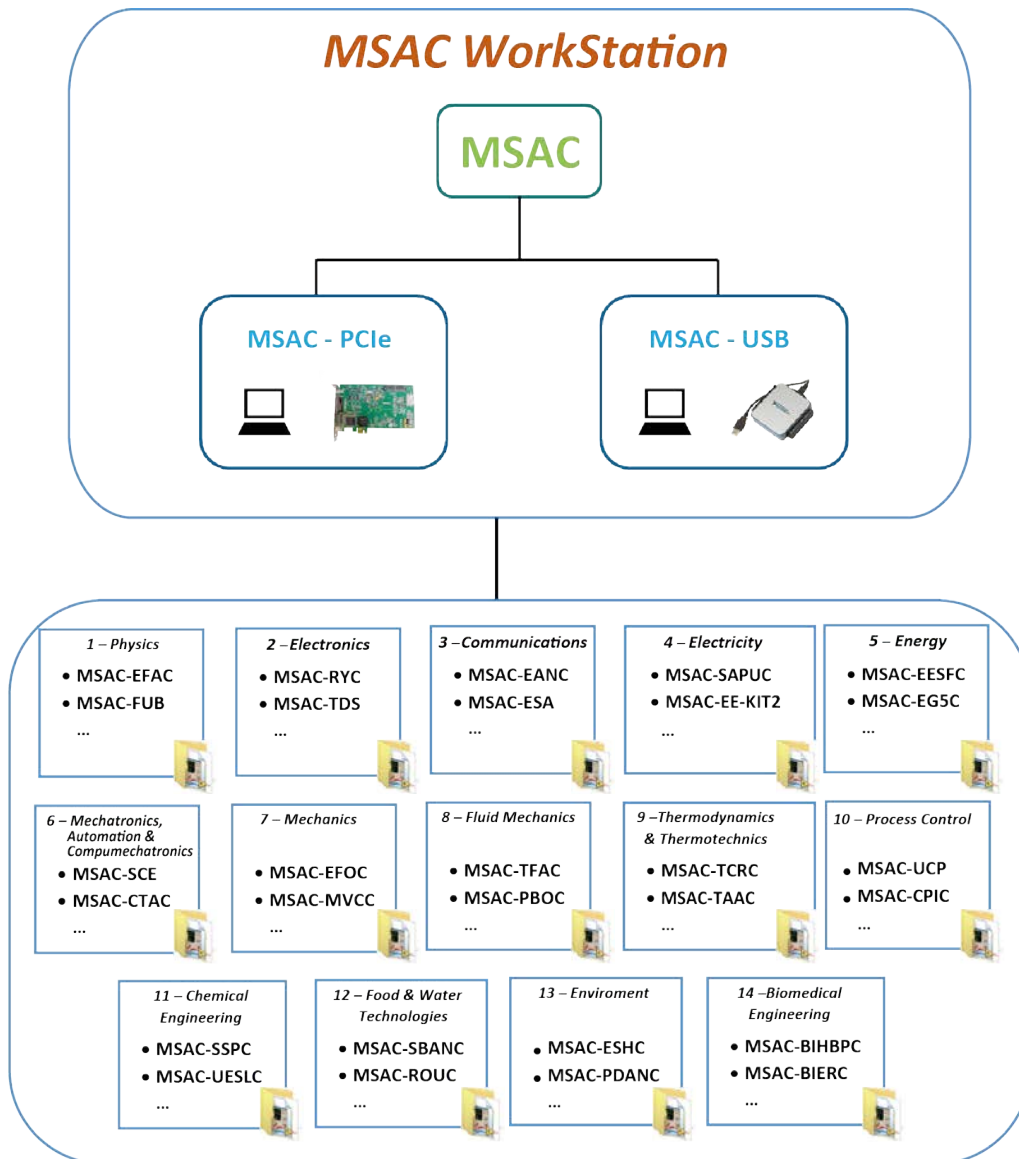 MSAC WorkStation
MSAC
MSAC - PCIe
MSAC - USB
1 – Physics
• MSAC-EFAC
• MSAC-FUB
...
2 – Electronics
• MSAC-RYC
• MSAC-TDS
...
3 – Communications
• MSAC-EANC
• MSAC-ESA
...
4 – Electricity
• MSAC-SAPUC
• MSAC-EE-KIT2
...
5 – Energy
• MSAC-EESFC
• MSAC-EG5C
...
6 – Mechatronics,
Automation &
Compumechatronics
• MSAC-SCE
• MSAC-CTAC
...
7 – Mechanics
• MSAC-EFOC
• MSAC-MVCC
...
8 – Fluid Mechanics
• MSAC-TFAC
• MSAC-PBOC
...
9 –Thermodynamics
& Thermotechnics
• MSAC-TCRC
• MSAC-TAAC
...
10 – Process Control
• MSAC-UCP
• MSAC-CPIC
...
11 – Chemical
Engineering
• MSAC-SSPC
• MSAC-UESLC
...
12 – Food & Water
Technologies
• MSAC-SBANC
• MSAC-ROUC
...
13 – Enviroment
• MSAC-ESHC
• MSAC-PDANC
...
14 –Biomedical
Engineering
• MSAC-BIHBPC
• MSAC-BIERC
...